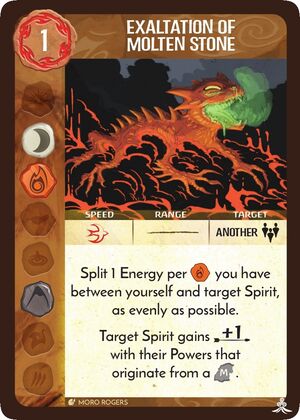 1
EXALTATION OF
MOLTEN STONE
SPEED RANGE TARGET
ANOTHER
Split 1 Energy per you have
between yourself and target Spirit,
as evenly as possible.
Target Spirit gains +1
with their Powers that
originate from a M.
MORO ROGERS